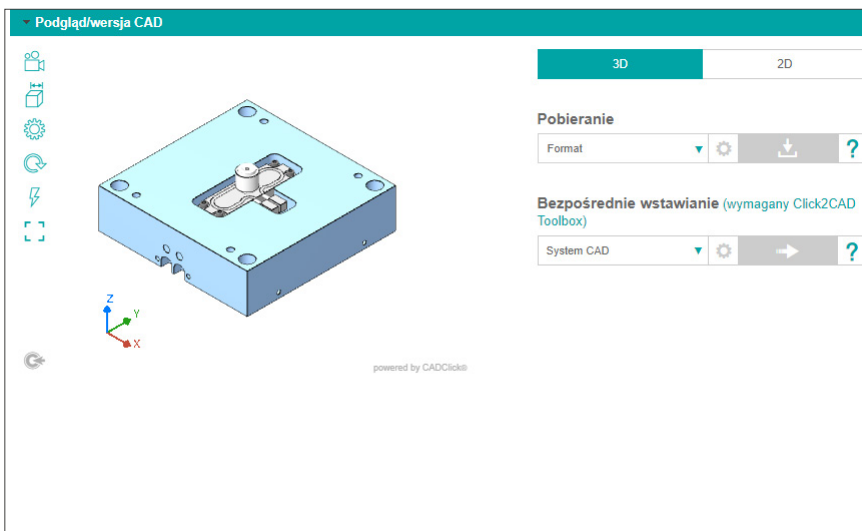 Podgląd/wersja CAD
3D
2D
Pobieranie
Format
?
Bezpośrednie wstawianie (wymagany Click2CAD
Toolbox)
System CAD
?
Z
Y
X
powered by CADClick®